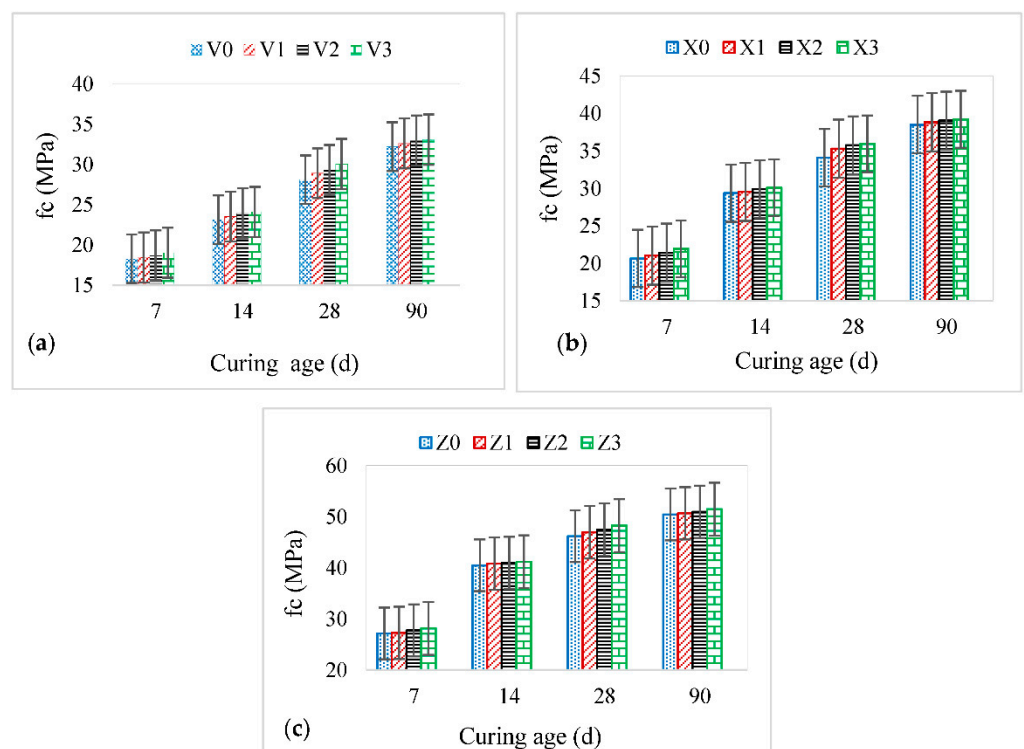 V0 V1 V2 V3
40
35
30
25
20
15
fc (MPa)
7 14 28 90
(a)
Curing age (d)
X0 X1 X2 X3
45
40
35
30
25
20
15
fc (MPa)
7 14 28 90
(b)
Curing age (d)
Z0 Z1 Z2 Z3
60
50
40
30
20
fc (MPa)
7 14 28 90
(c)
Curing age (d)